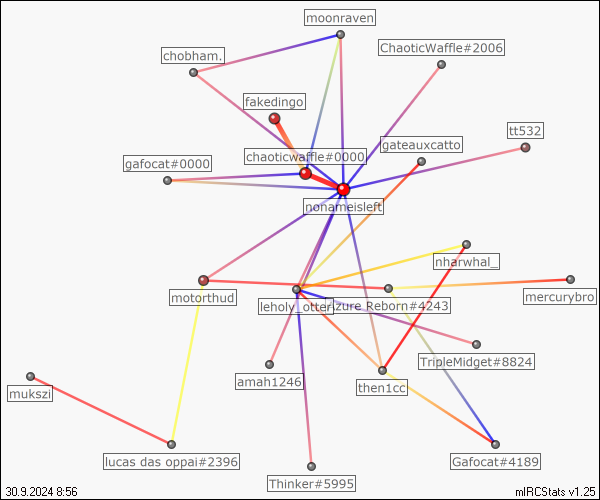 moonraven
ChaoticWaffle#2006
chobham.
fakedingo
tt532
gateauxcatto
chaoticwaffle#0000
gafocat#0000
nonameisleft
nharwhal_
motorthud
leholy_otter
izure Reborn#4243
mercurybro
TripleMidget#8824
amah1246
then1cc
mukszi
lucas das oppai#2396
Gafocat#4189
Thinker#5995
30.9.2024 8:56
mIRCStats v1.25